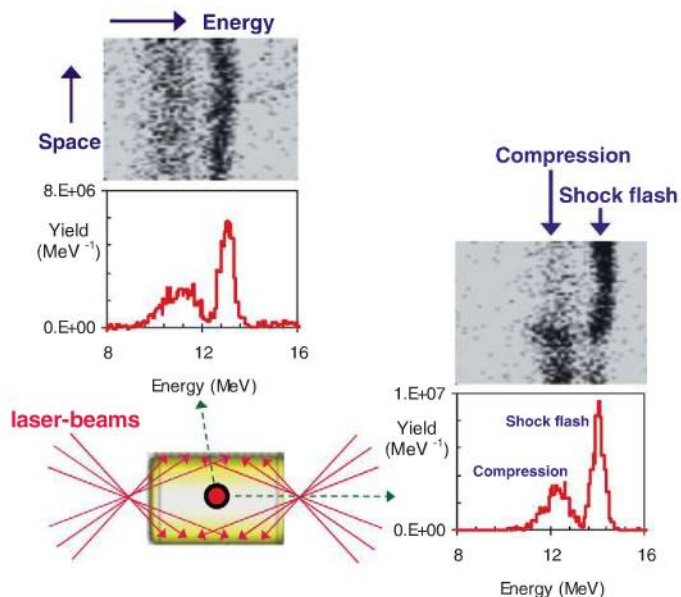 Energy
Space
8.E+06
Yield
(MeV -1)
0.E+00
8
12
16
Energy (MeV)
Compression
Shock flash
1.E+07
Yield
(MeV -1)
Shock flash
Compression
0.E+00
8
12
16
Energy (MeV)
laser-beams